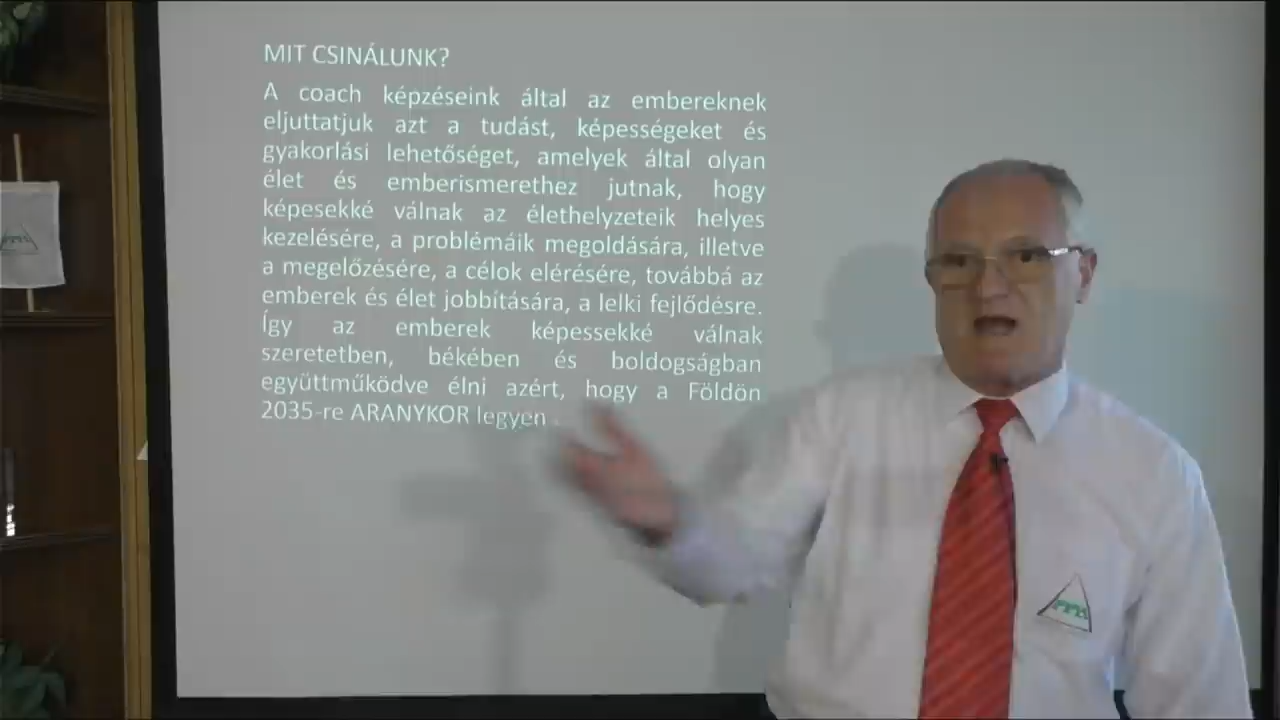 MIT CSINÁLUNK?
A coach képzéseink által az embereknek
eljuttatjuk azt a tudást, képességeket és
gyakorlási lehetőséget, amelyek által olyan
élet és emberismerethez jutnak, hogy
képesekké válnak az élethelyzeteik helyes
kezelésére, a problémáik megoldására, illetve
a megelőzésére, a célok elérésére, továbbá az
emberek és élet jobbítására, a lelki fejlődésre.
Így az emberek képessekké válnak
szeretetben, békében és boldogságban
együttműködve élni azért, hogy a Földön
2035-re ARANYKOR legyen .